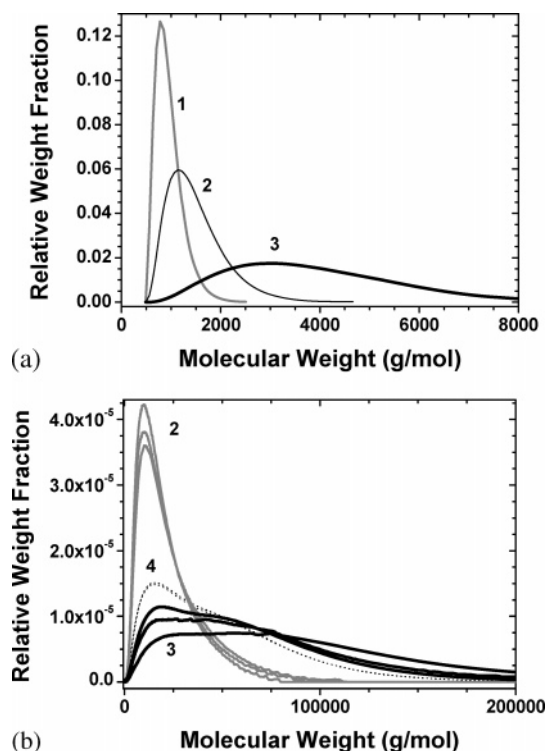 0.12
0.10
0.08
0.06
0.04
0.02
0.00
Relative Weight Fraction
1
2
3
0 2000 4000 6000 8000
Molecular Weight (g/mol)
(a)
4.0x10⁻⁵
3.0x10⁻⁵
2.0x10⁻⁵
1.0x10⁻⁵
0.0
Relative Weight Fraction
2
4
3
0 100000 200000
Molecular Weight (g/mol)
(b)